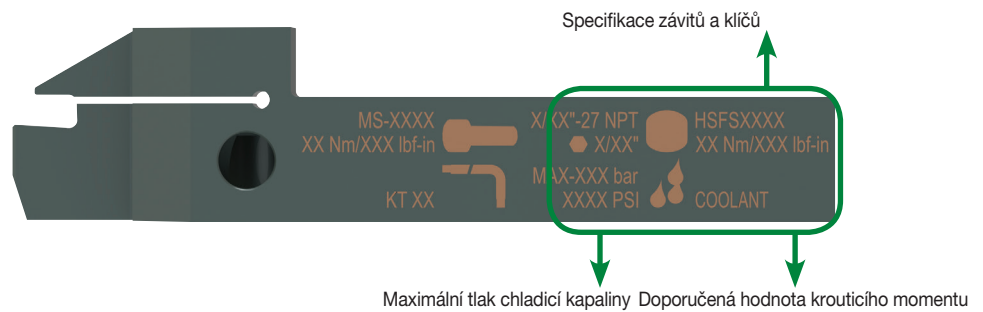 Specifikace závitů a klíčů
MS-XXXX
XX Nm/XXX lbf-in
KT XX
X/XX"-27 NPT
X/XX"
MAX-XXX bar
XXXX PSI
HSFSXXXX
XX Nm/XXX lbf-in
COOLANT
Maximální tlak chladicí kapaliny
Doporučená hodnota krouticího momentu